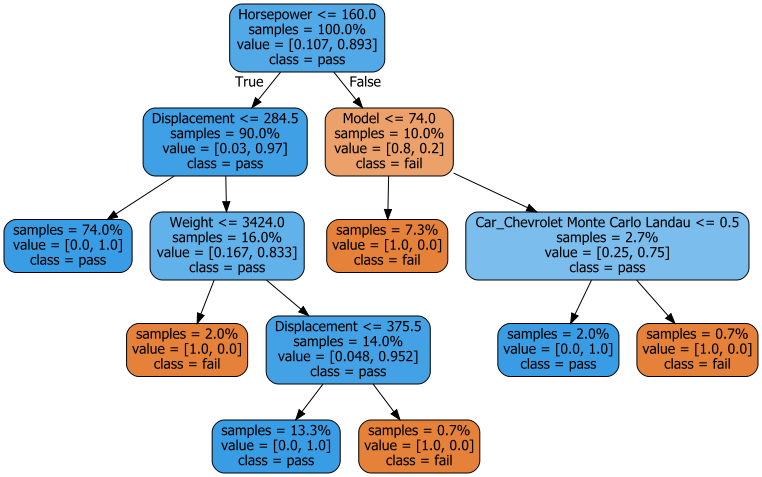 Horsepower <= 160.0
samples = 100.0%
value = [0.107, 0.893]
class = pass
True
False
Displacement <= 284.5
samples = 90.0%
value = [0.03, 0.97]
class = pass
Model <= 74.0
samples = 10.0%
value = [0.8, 0.2]
class = fail
samples = 74.0%
value = [0.0, 1.0]
class = pass
Weight <= 3424.0
samples = 16.0%
value = [0.167, 0.833]
class = pass
samples = 7.3%
value = [1.0, 0.0]
class = fail
Car_Chevrolet Monte Carlo Landau <= 0.5
samples = 2.7%
value = [0.25, 0.75]
class = pass
samples = 2.0%
value = [1.0, 0.0]
class = fail
Displacement <= 375.5
samples = 14.0%
value = [0.048, 0.952]
class = pass
samples = 2.0%
value = [0.0, 1.0]
class = pass
samples = 0.7%
value = [1.0, 0.0]
class = fail
samples = 13.3%
value = [0.0, 1.0]
class = pass
samples = 0.7%
value = [1.0, 0.0]
class = fail